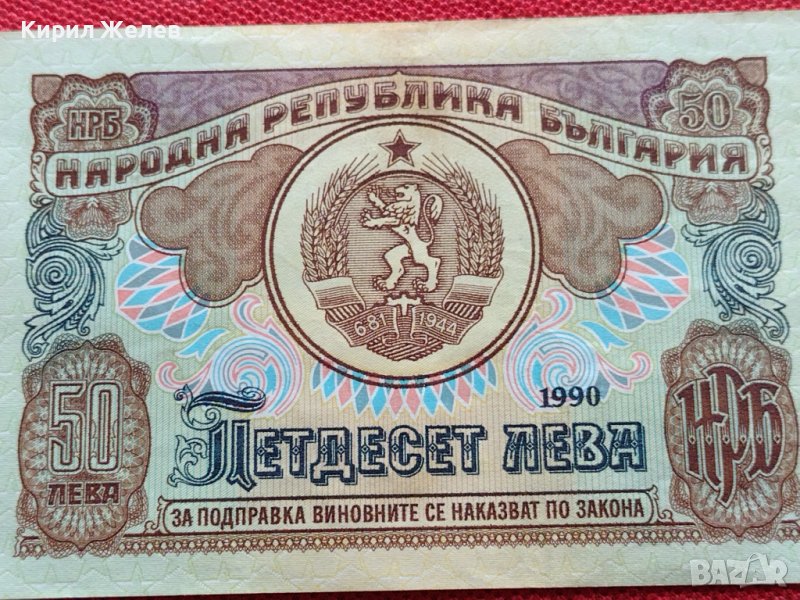 Кирил Желев
НРБ
50
НАРОДНА РЕПУБЛИКА БЪЛГАРИЯ
681 1944
1990
ПЕТДЕСЕТ ЛЕВА
50
ЛЕВА
НРБ
ЗА ПОДПРАВКА ВИНОВНИТЕ СЕ НАКАЗВАТ ПО ЗАКОНА
BAZAR